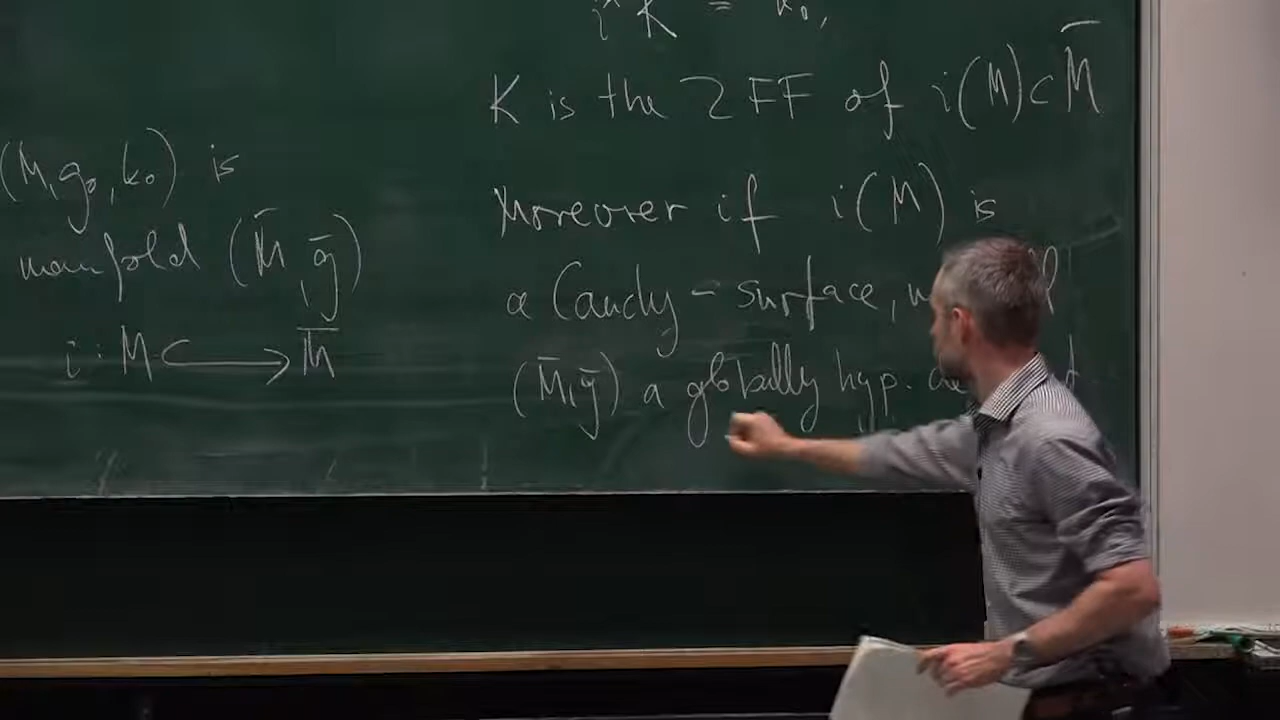 (M, g₀, k₀) is
manifold (M̄, ḡ)
i : M ↪ M̄
i* K = k₀,
K is the 2FF of i(M) ⊂ M̄
Moreover if i(M) is
a Cauchy-surface,
(M̄, ḡ) a globally hyp.